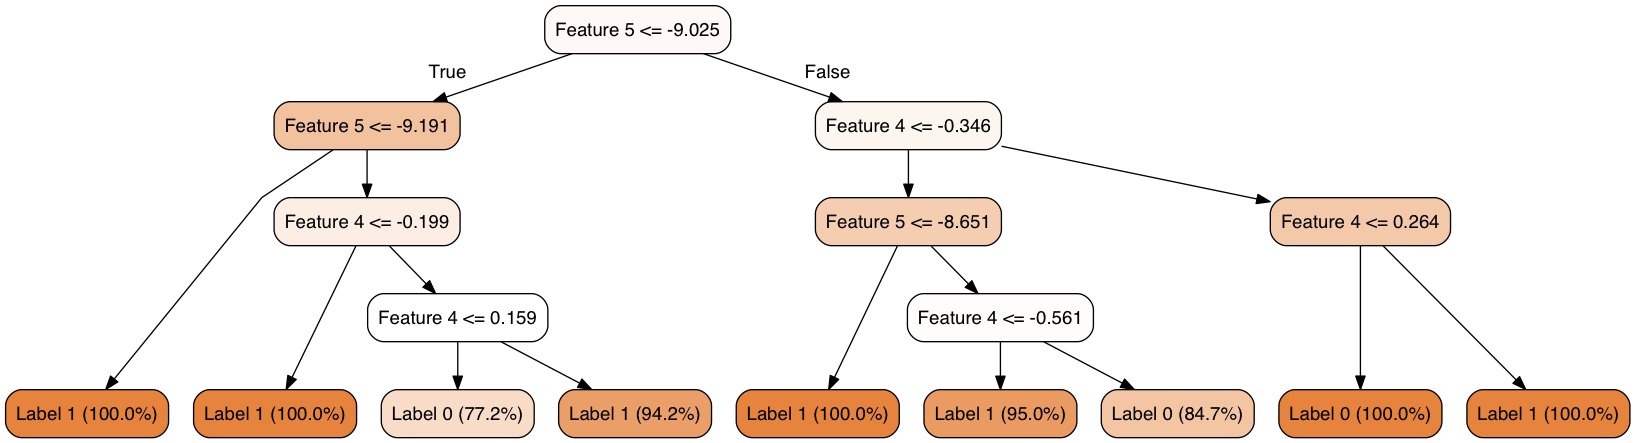 Feature 5 <= -9.025
True
False
Feature 5 <= -9.191
Feature 4 <= -0.346
Feature 4 <= -0.199
Feature 5 <= -8.651
Feature 4 <= 0.264
Feature 4 <= 0.159
Feature 4 <= -0.561
Label 1 (100.0%)
Label 1 (100.0%)
Label 0 (77.2%)
Label 1 (94.2%)
Label 1 (100.0%)
Label 1 (95.0%)
Label 0 (84.7%)
Label 0 (100.0%)
Label 1 (100.0%)